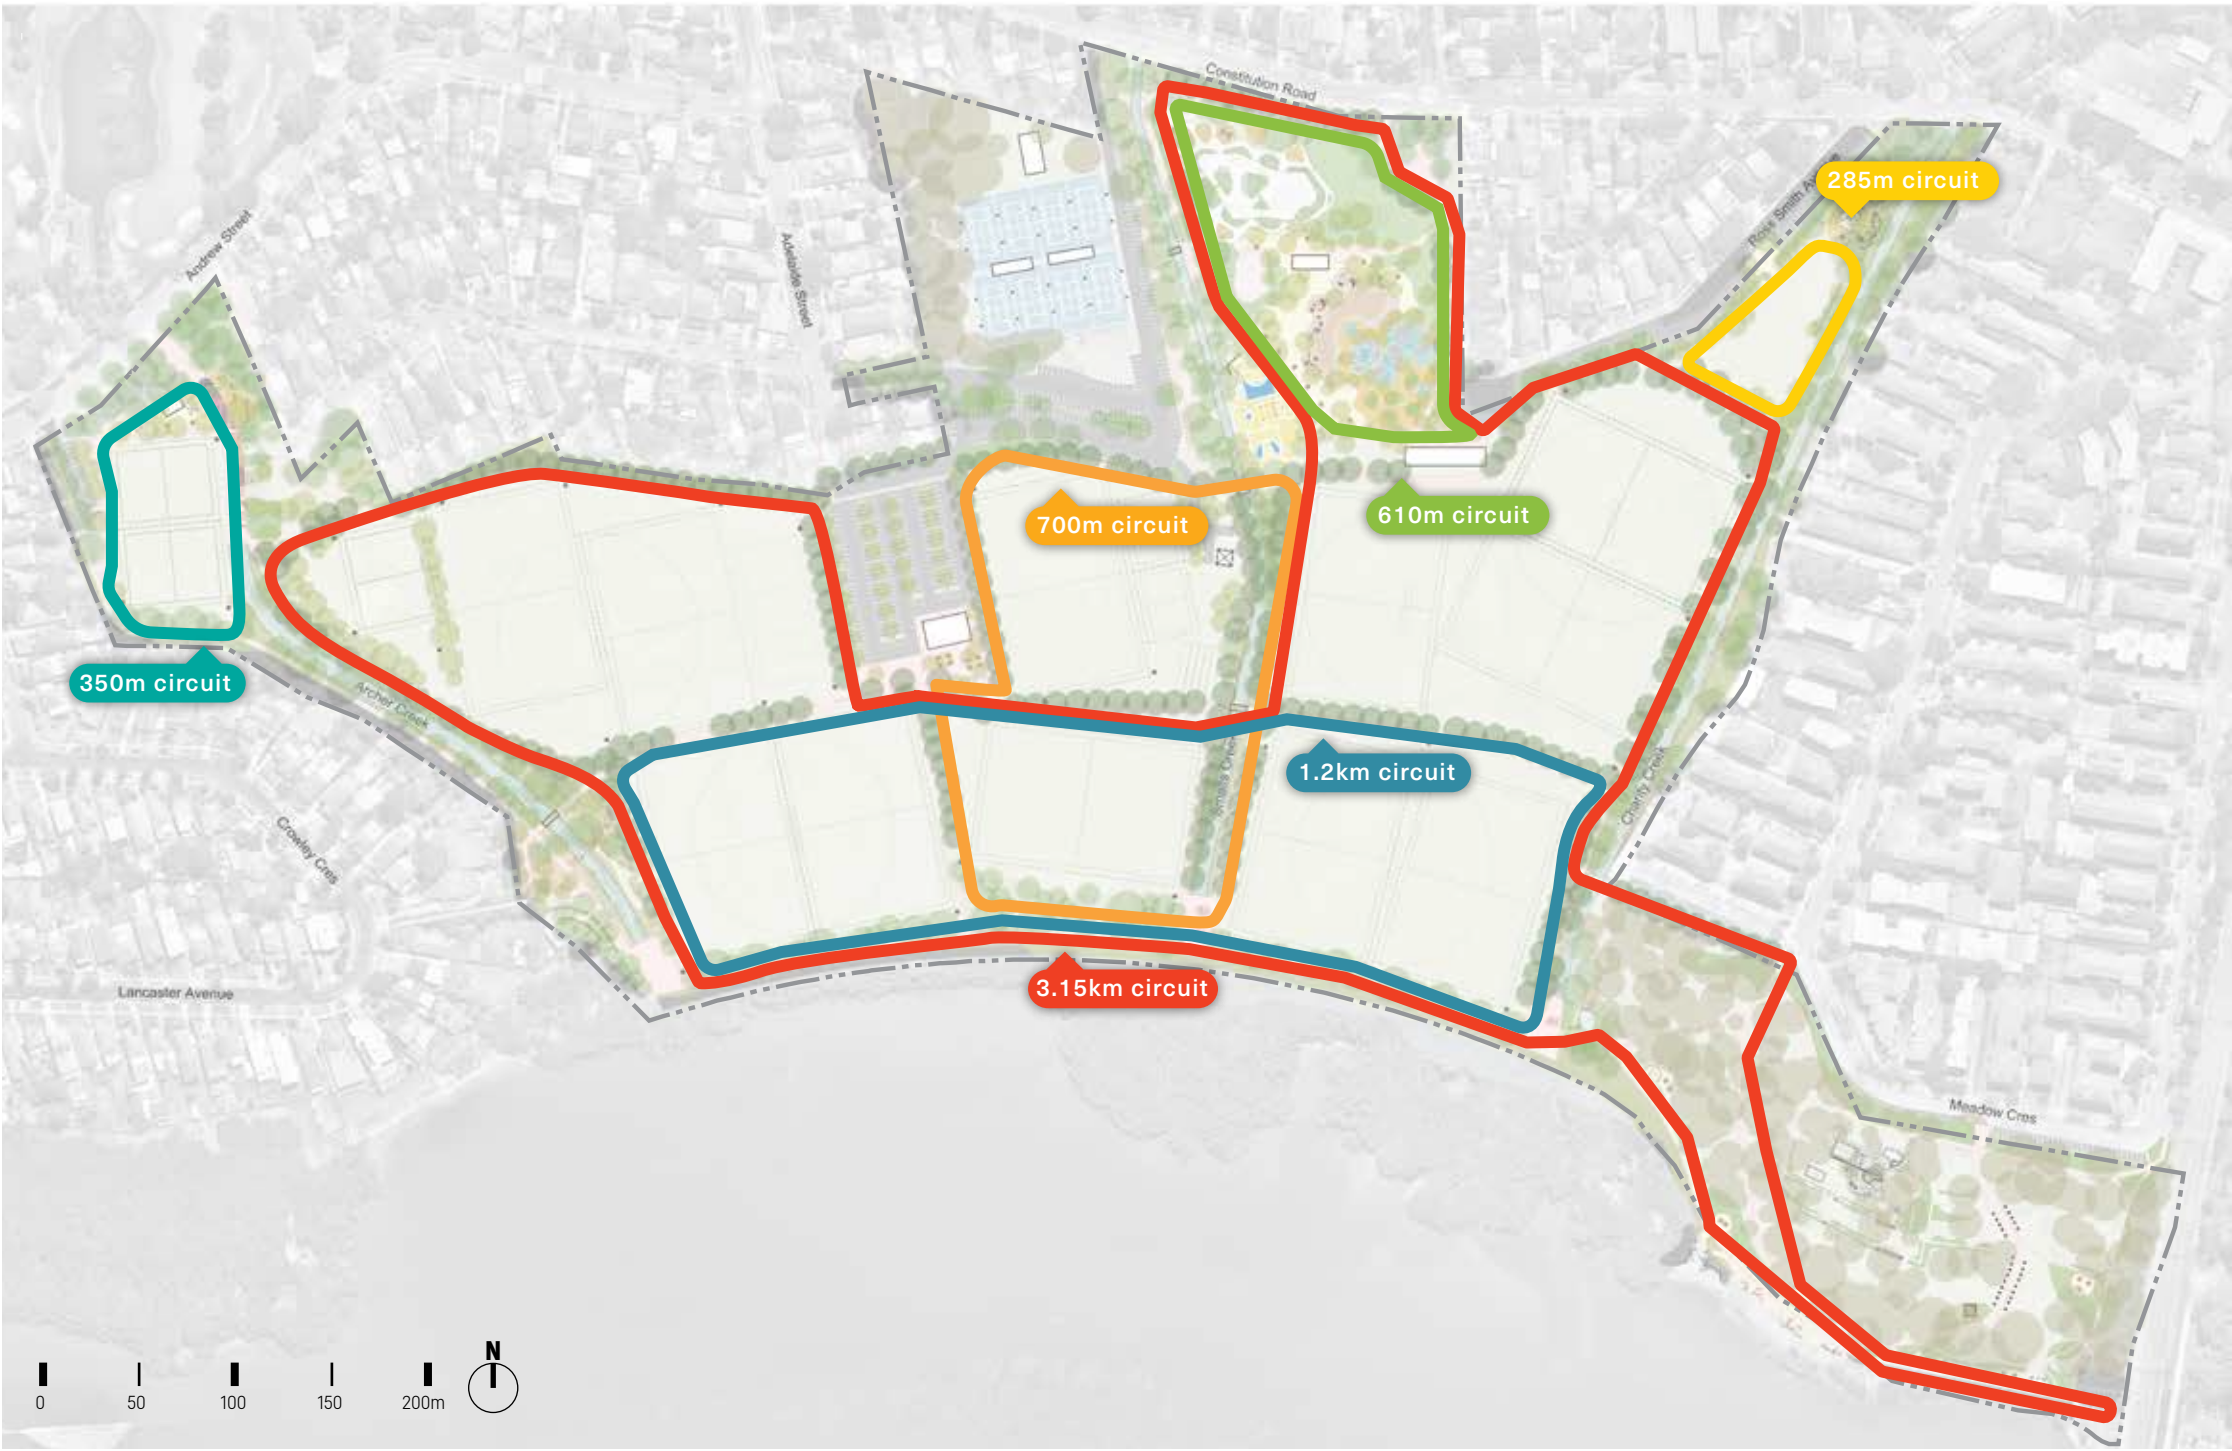 Constitution Road
Ross Smith Av
285m circuit
Andrew Street
Adelaide Street
700m circuit
610m circuit
350m circuit
Archer Creek
1.2km circuit
Smalls Creek
Charity Creek
Crowley Cres
Lancaster Avenue
3.15km circuit
Meadow Cres
N
0 50 100 150 200m